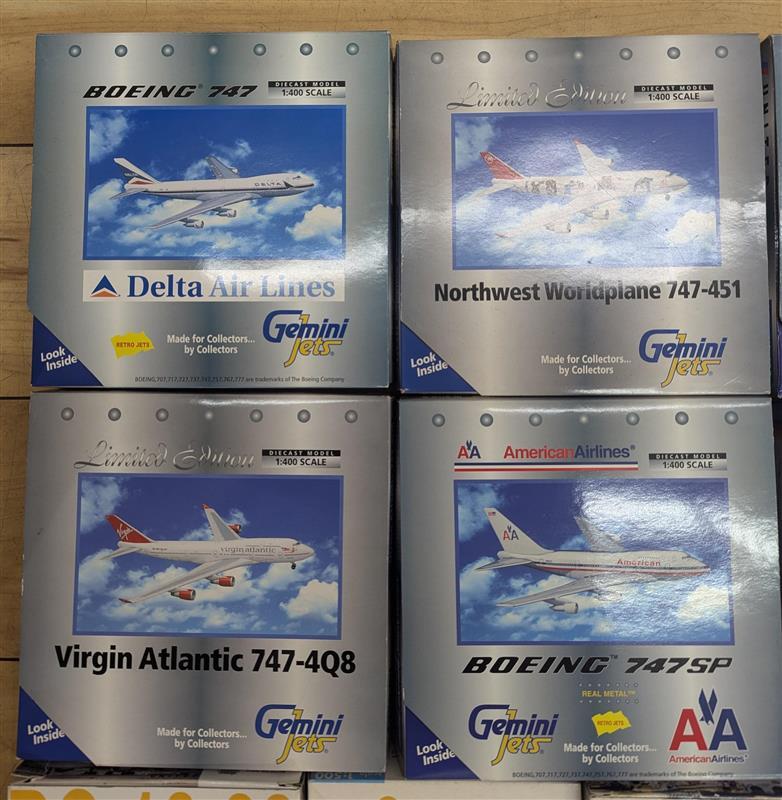 BOEING® 747
DIECAST MODEL
1:400 SCALE
DELTA
Delta Air Lines
RETRO JETS
Made for Collectors...
by Collectors
Gemini
Jets®
Look
Inside
BOEING,707,717,727,737,747,757,767,777 are trademarks of The Boeing Company
Limited Edition
DIECAST MODEL
1:400 SCALE
Northwest Worldplane 747-451
Look
Inside
Made for Collectors...
by Collectors
Gemini
Jets®
Limited Edition
DIECAST MODEL
1:400 SCALE
Virgin
virgin atlantic
Virgin Atlantic 747-4Q8
Look
Inside
Made for Collectors...
by Collectors
Gemini
Jets®
AA AmericanAirlines®
DIECAST MODEL
1:400 SCALE
AA
American
BOEING™ 747SP
REAL METAL™
RETRO JETS
Look
Inside
Gemini
Jets®
Made for Collectors...
by Collectors
AA
AmericanAirlines®
BOEING,707,717,727,737,747,757,767,777 are trademarks of The Boeing Company